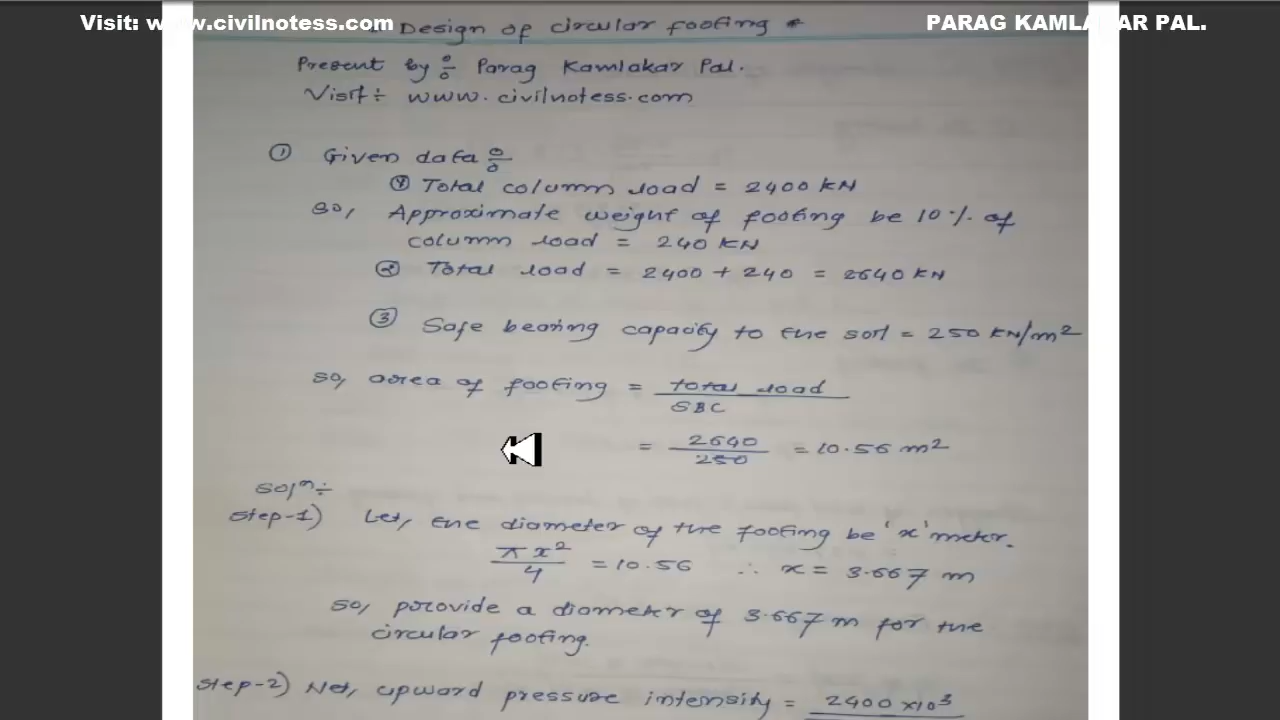 Visit: www.civilnotess.com
PARAG KAMLAKAR PAL.
Design of circular footing
Present by Parag Kamlakar Pal.
Visit ÷ www.civilnotess.com
① Given data
① Total column load = 2400 KN
so, Approximate weight of footing be 10% of
column load = 240 KN
② Total load = 2400 + 240 = 2640 KN
③ Safe bearing capacity to the soil = 250 KN/m²
so, area of footing = total load / SBC
= 2640 / 250 = 10.56 m²
Solⁿ ÷
Step-1) Let, the diameter of the footing be 'x' meter.
πx² / 4 = 10.56 ∴ x = 3.667 m
so, provide a diameter of 3.667 m for the
circular footing.
Step-2) Net, upward pressure intensity = 2400 x10³